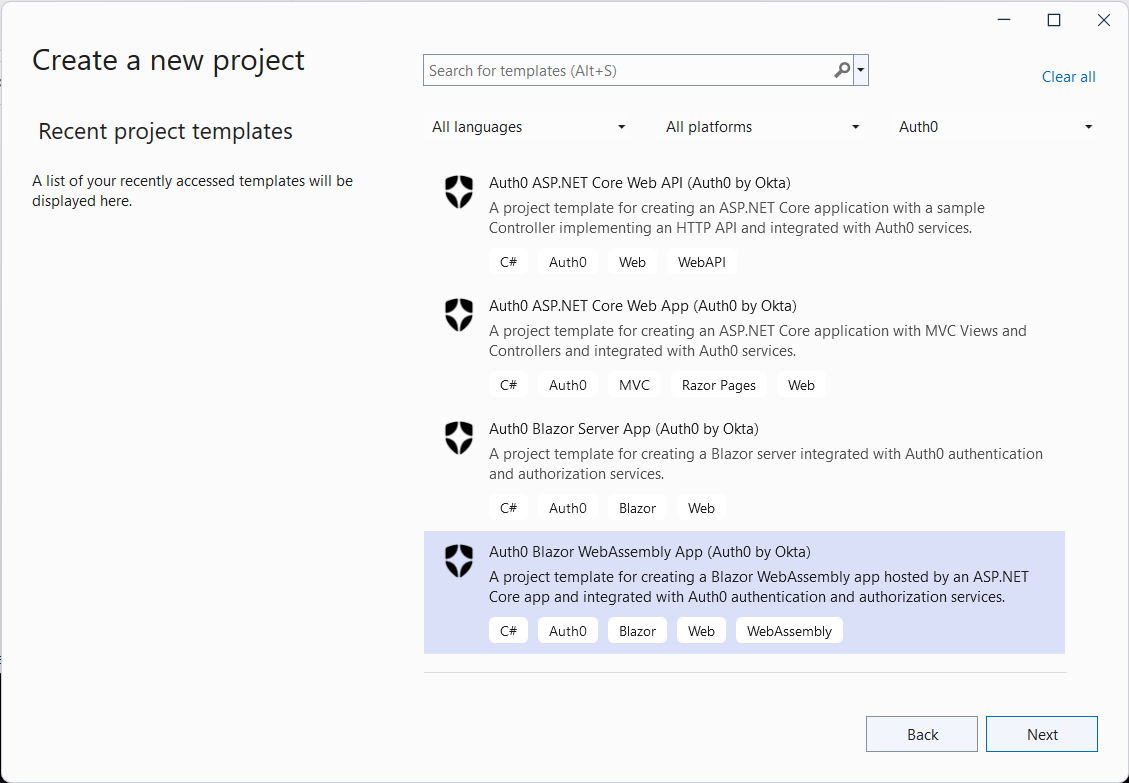 Create a new project
Search for templates (Alt+S)
Clear all
Recent project templates
All languages
All platforms
Auth0
A list of your recently accessed templates will be
displayed here.
Auth0 ASP.NET Core Web API (Auth0 by Okta)
A project template for creating an ASP.NET Core application with a sample
Controller implementing an HTTP API and integrated with Auth0 services.
C# Auth0 Web WebAPI
Auth0 ASP.NET Core Web App (Auth0 by Okta)
A project template for creating an ASP.NET Core application with MVC Views and
Controllers and integrated with Auth0 services.
C# Auth0 MVC Razor Pages Web
Auth0 Blazor Server App (Auth0 by Okta)
A project template for creating a Blazor server integrated with Auth0 authentication
and authorization services.
C# Auth0 Blazor Web
Auth0 Blazor WebAssembly App (Auth0 by Okta)
A project template for creating a Blazor WebAssembly app hosted by an ASP.NET
Core app and integrated with Auth0 authentication and authorization services.
C# Auth0 Blazor Web WebAssembly
Back
Next